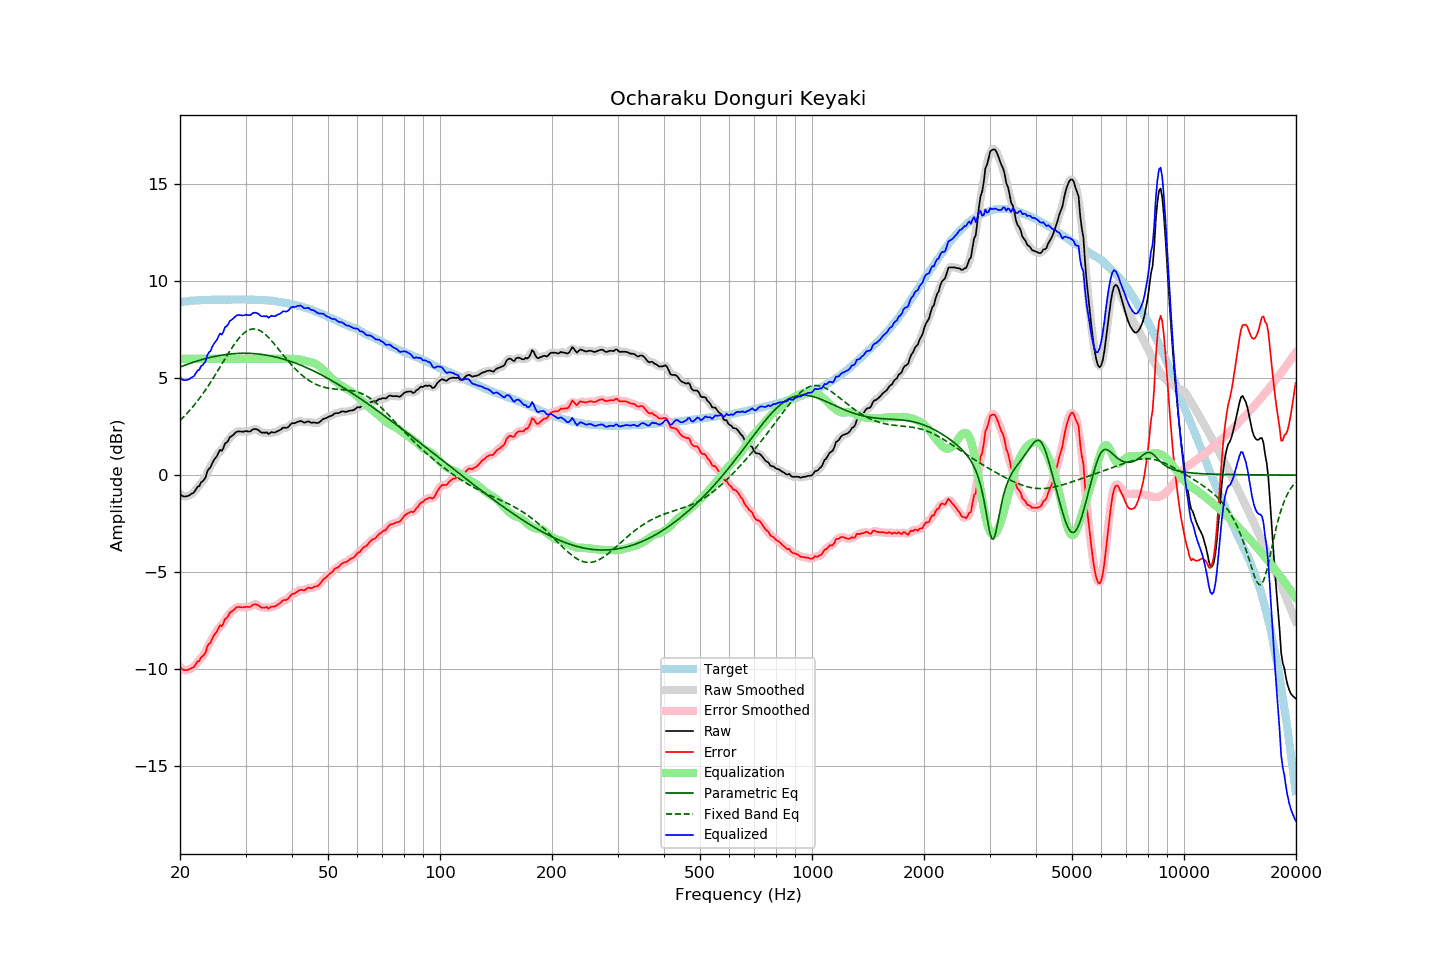 Ocharaku Donguri Keyaki
Amplitude (dBr)
15
10
5
0
−5
−10
−15
Target
Raw Smoothed
Error Smoothed
Raw
Error
Equalization
Parametric Eq
Fixed Band Eq
Equalized
20 50 100 200 500 1000 2000 5000 10000 20000
Frequency (Hz)